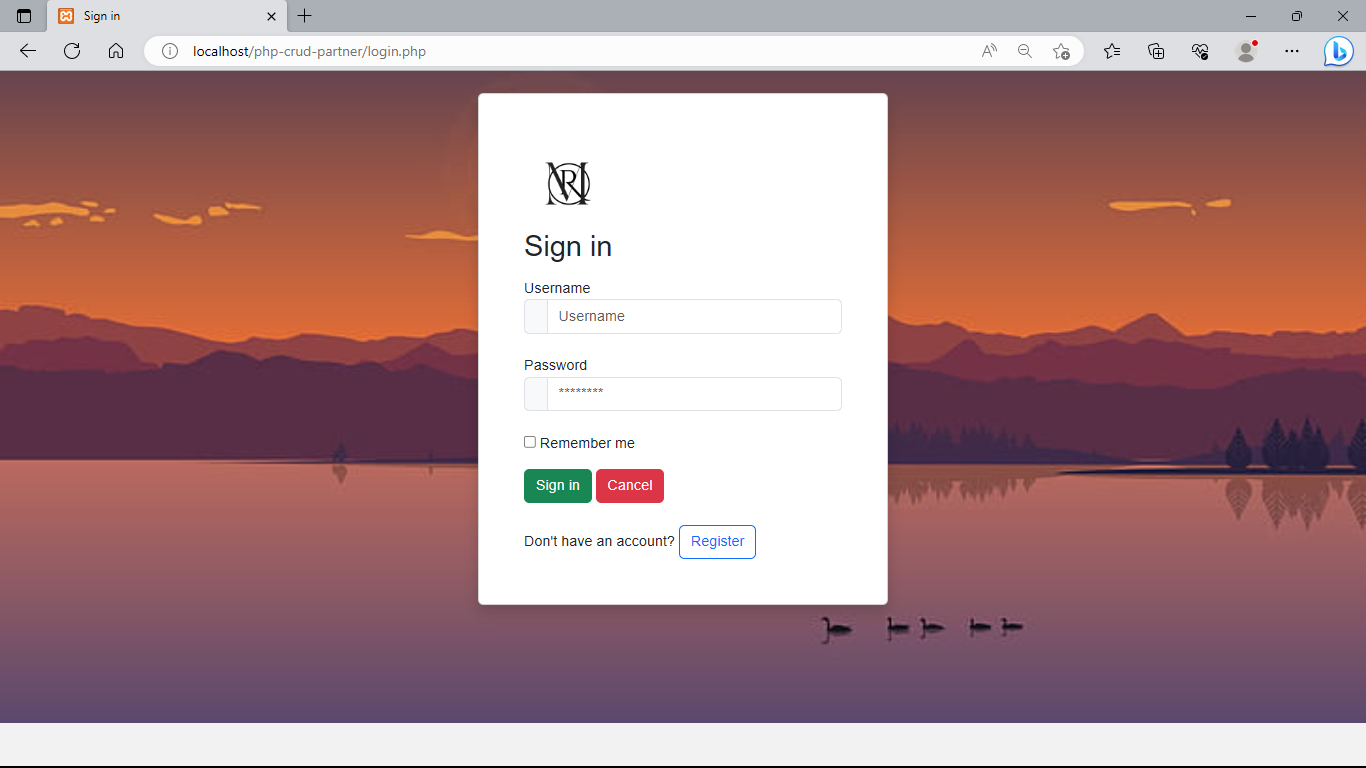 Sign in
localhost/php-crud-partner/login.php
Sign in
Username
Username
Password
********
Remember me
Sign in Cancel
Don't have an account? Register